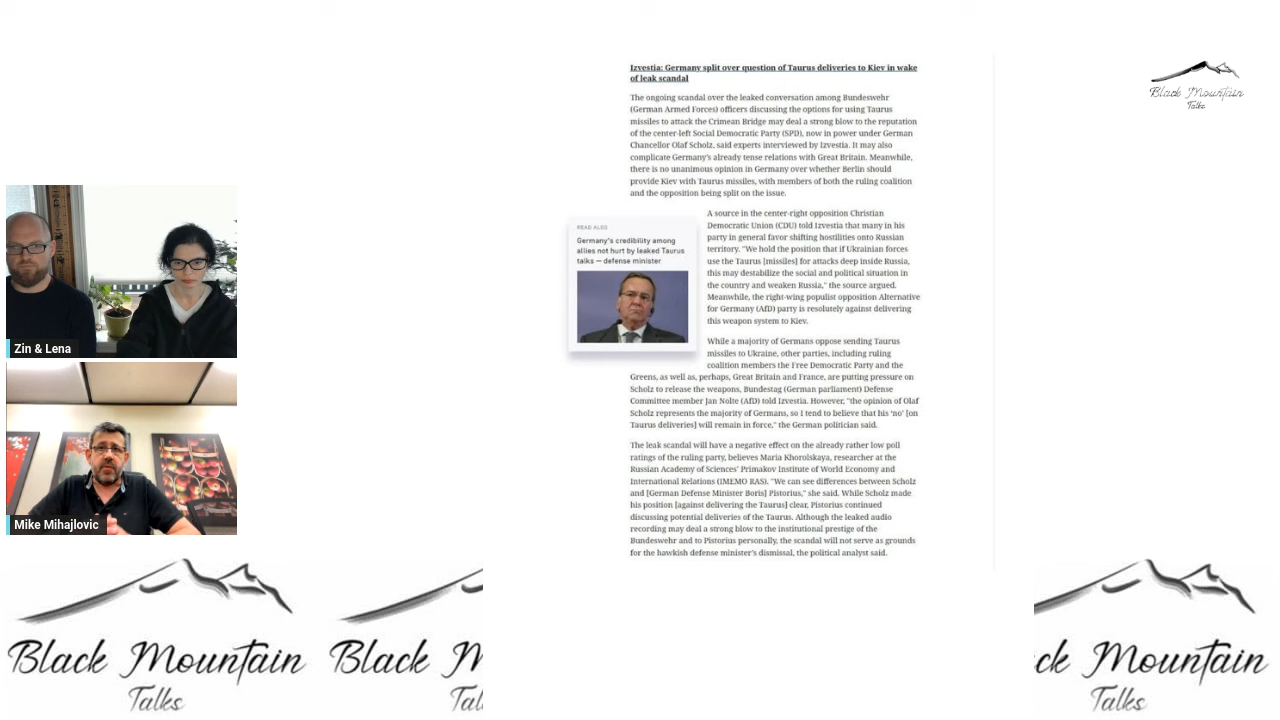 Izvestia: Germany split over question of Taurus deliveries to Kiev in wake
of leak scandal
The ongoing scandal over the leaked conversation among Bundeswehr
(German Armed Forces) officers discussing the options for using Taurus
missiles to attack the Crimean Bridge may deal a strong blow to the reputation
of the center-left Social Democratic Party (SPD), now in power under German
Chancellor Olaf Scholz, said experts interviewed by Izvestia. It may also
complicate Germany's already tense relations with Great Britain. Meanwhile,
there is no unanimous opinion in Germany over whether Berlin should
provide Kiev with Taurus missiles, with members of both the ruling coalition
and the opposition being split on the issue.
READ ALSO
Germany's credibility among
allies not hurt by leaked Taurus
talks — defense minister
A source in the center-right opposition Christian
Democratic Union (CDU) told Izvestia that many in his
party in general favor shifting hostilities onto Russian
territory. "We hold the position that if Ukrainian forces
use the Taurus [missiles] for attacks deep inside Russia,
this may destabilize the social and political situation in
the country and weaken Russia," the source argued.
Meanwhile, the right-wing populist opposition Alternative
for Germany (AfD) party is resolutely against delivering
this weapon system to Kiev.
While a majority of Germans oppose sending Taurus
missiles to Ukraine, other parties, including ruling
coalition members the Free Democratic Party and the
Greens, as well as, perhaps, Great Britain and France, are putting pressure on
Scholz to release the weapons, Bundestag (German parliament) Defense
Committee member Jan Nolte (AfD) told Izvestia. However, "the opinion of Olaf
Scholz represents the majority of Germans, so I tend to believe that his 'no' [on
Taurus deliveries] will remain in force," the German politician said.
The leak scandal will have a negative effect on the already rather low poll
ratings of the ruling party, believes Maria Khorolskaya, researcher at the
Russian Academy of Sciences' Primakov Institute of World Economy and
International Relations (IMEMO RAS). "We can see differences between Scholz
and [German Defense Minister Boris] Pistorius," she said. While Scholz made
his position [against delivering the Taurus] clear, Pistorius continued
discussing potential deliveries of the Taurus. Although the leaked audio
recording may deal a strong blow to the institutional prestige of the
Bundeswehr and to Pistorius personally, the scandal will not serve as grounds
for the hawkish defense minister's dismissal, the political analyst said.
Black Mountain
Talks
Zin & Lena
Mike Mihajlovic
Black Mountain
Talks
Black M
Tal
ck Mountain
Talks